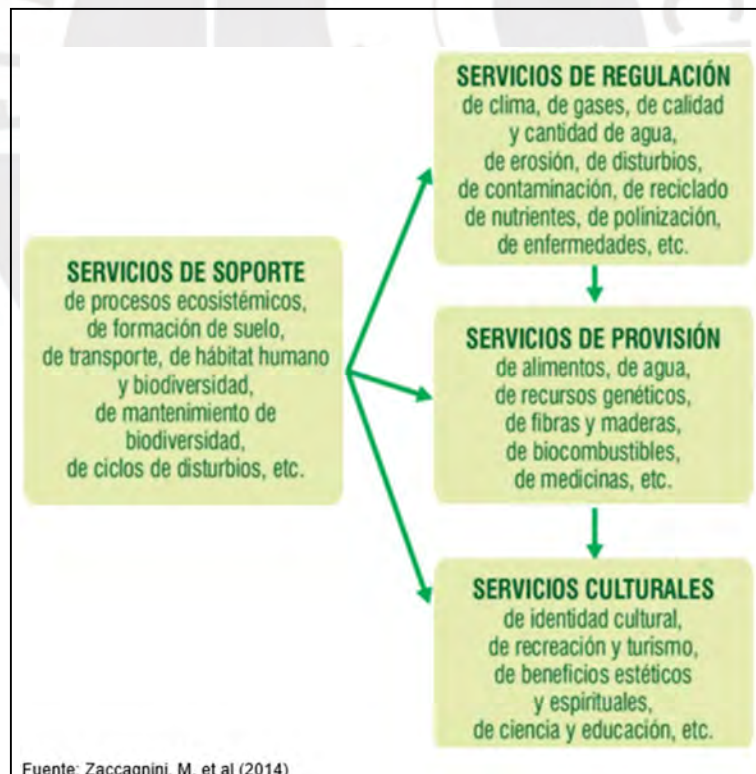 SERVICIOS DE REGULACIÓN
de clima, de gases, de calidad
y cantidad de agua,
de erosión, de disturbios,
de contaminación, de reciclado
de nutrientes, de polinización,
de enfermedades, etc.
SERVICIOS DE SOPORTE
de procesos ecosistémicos,
de formación de suelo,
de transporte, de hábitat humano
y biodiversidad,
de mantenimiento de
biodiversidad,
de ciclos de disturbios, etc.
SERVICIOS DE PROVISIÓN
de alimentos, de agua,
de recursos genéticos,
de fibras y maderas,
de biocombustibles,
de medicinas, etc.
SERVICIOS CULTURALES
de identidad cultural,
de recreación y turismo,
de beneficios estéticos
y espirituales,
de ciencia y educación, etc.
Fuente: Zaccagnini, M. et al (2014)